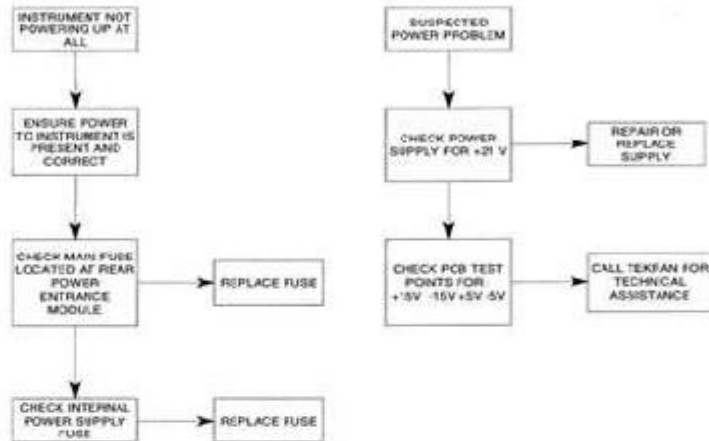 INSTRUMENT NOT
POWERING UP AT
ALL
ENSURE POWER
TO INSTRUMENT IS
PRESENT AND
CORRECT
CHECK MAIN FUSE
LOCATED AT REAR
POWER
ENTRANCE
MODULE
REPLACE FUSE
CHECK INTERNAL
POWER SUPPLY
FUSE
REPLACE FUSE
SUSPECTED
POWER PROBLEM
CHECK POWER
SUPPLY FOR +21 V
REPAIR OR
REPLACE
SUPPLY
CHECK PCB TEST
POINTS FOR
+15V -15V +5V -5V
CALL TEKRAN FOR
TECHNICAL
ASSISTANCE